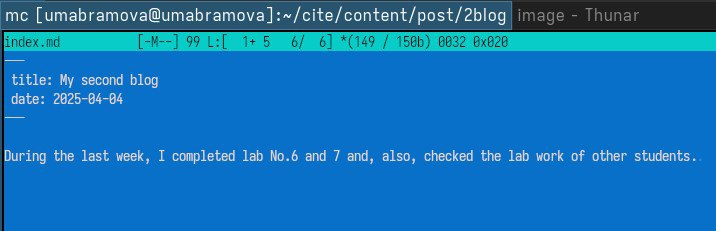 mc [umabramova@umabramova]:~/cite/content/post/2blog image - Thunar
index.md [-M--] 99 L:[ 1+ 5 6/ 6] *(149 / 150b) 0032 0x020
---
title: My second blog
date: 2025-04-04
---
During the last week, I completed lab No.6 and 7 and, also, checked the lab work of other students.